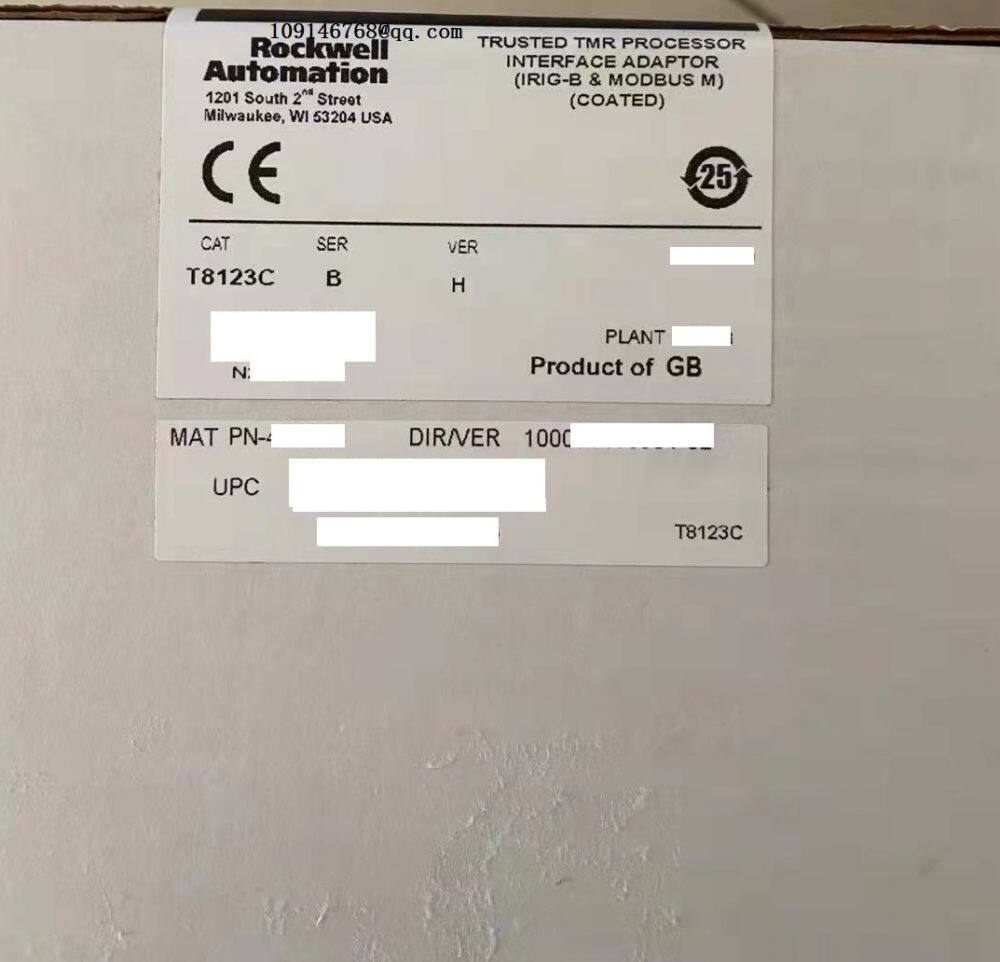 109146768@qq.com
Rockwell
Automation
1201 South 2nd Street
Milwaukee, WI 53204 USA
TRUSTED TMR PROCESSOR
INTERFACE ADAPTOR
(IRIG-B & MODBUS M)
(COATED)
CE
25
CAT SER VER
T8123C B H
PLANT
Product of GB
MAT PN- DIR/VER 1000
UPC
T8123C